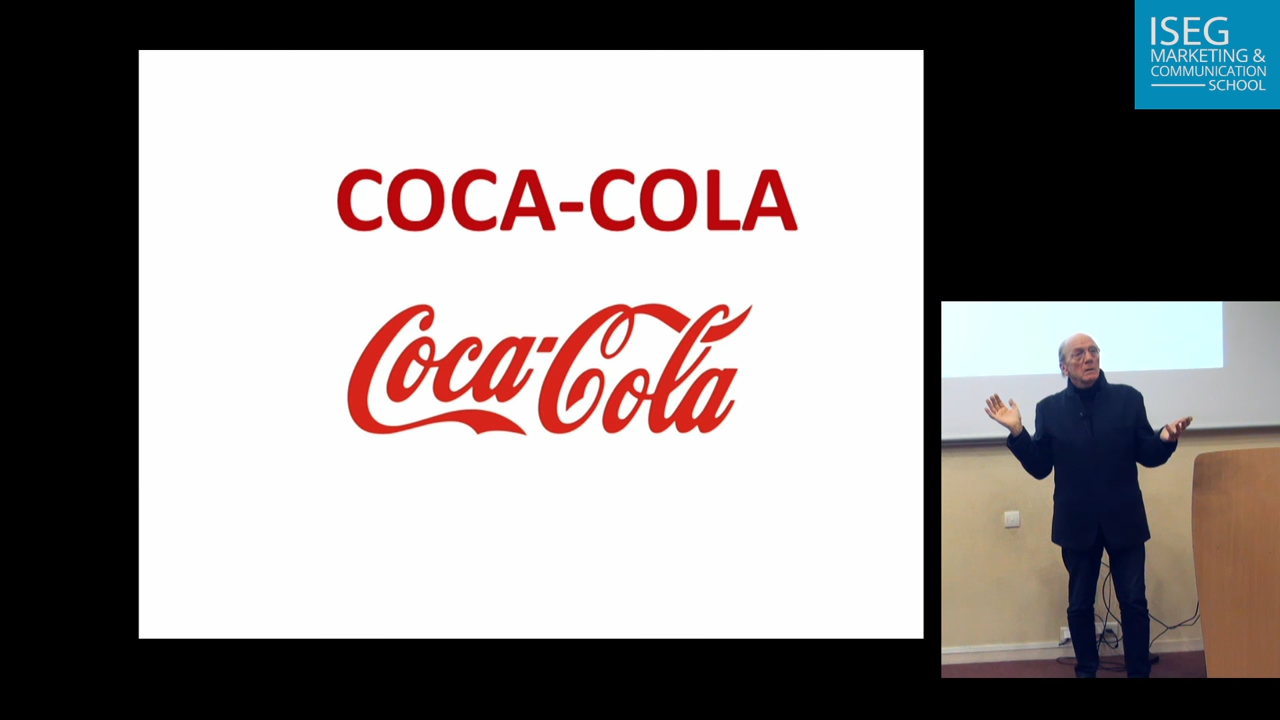 COCA-COLA
Coca-Cola
ISEG
MARKETING &
COMMUNICATION
SCHOOL